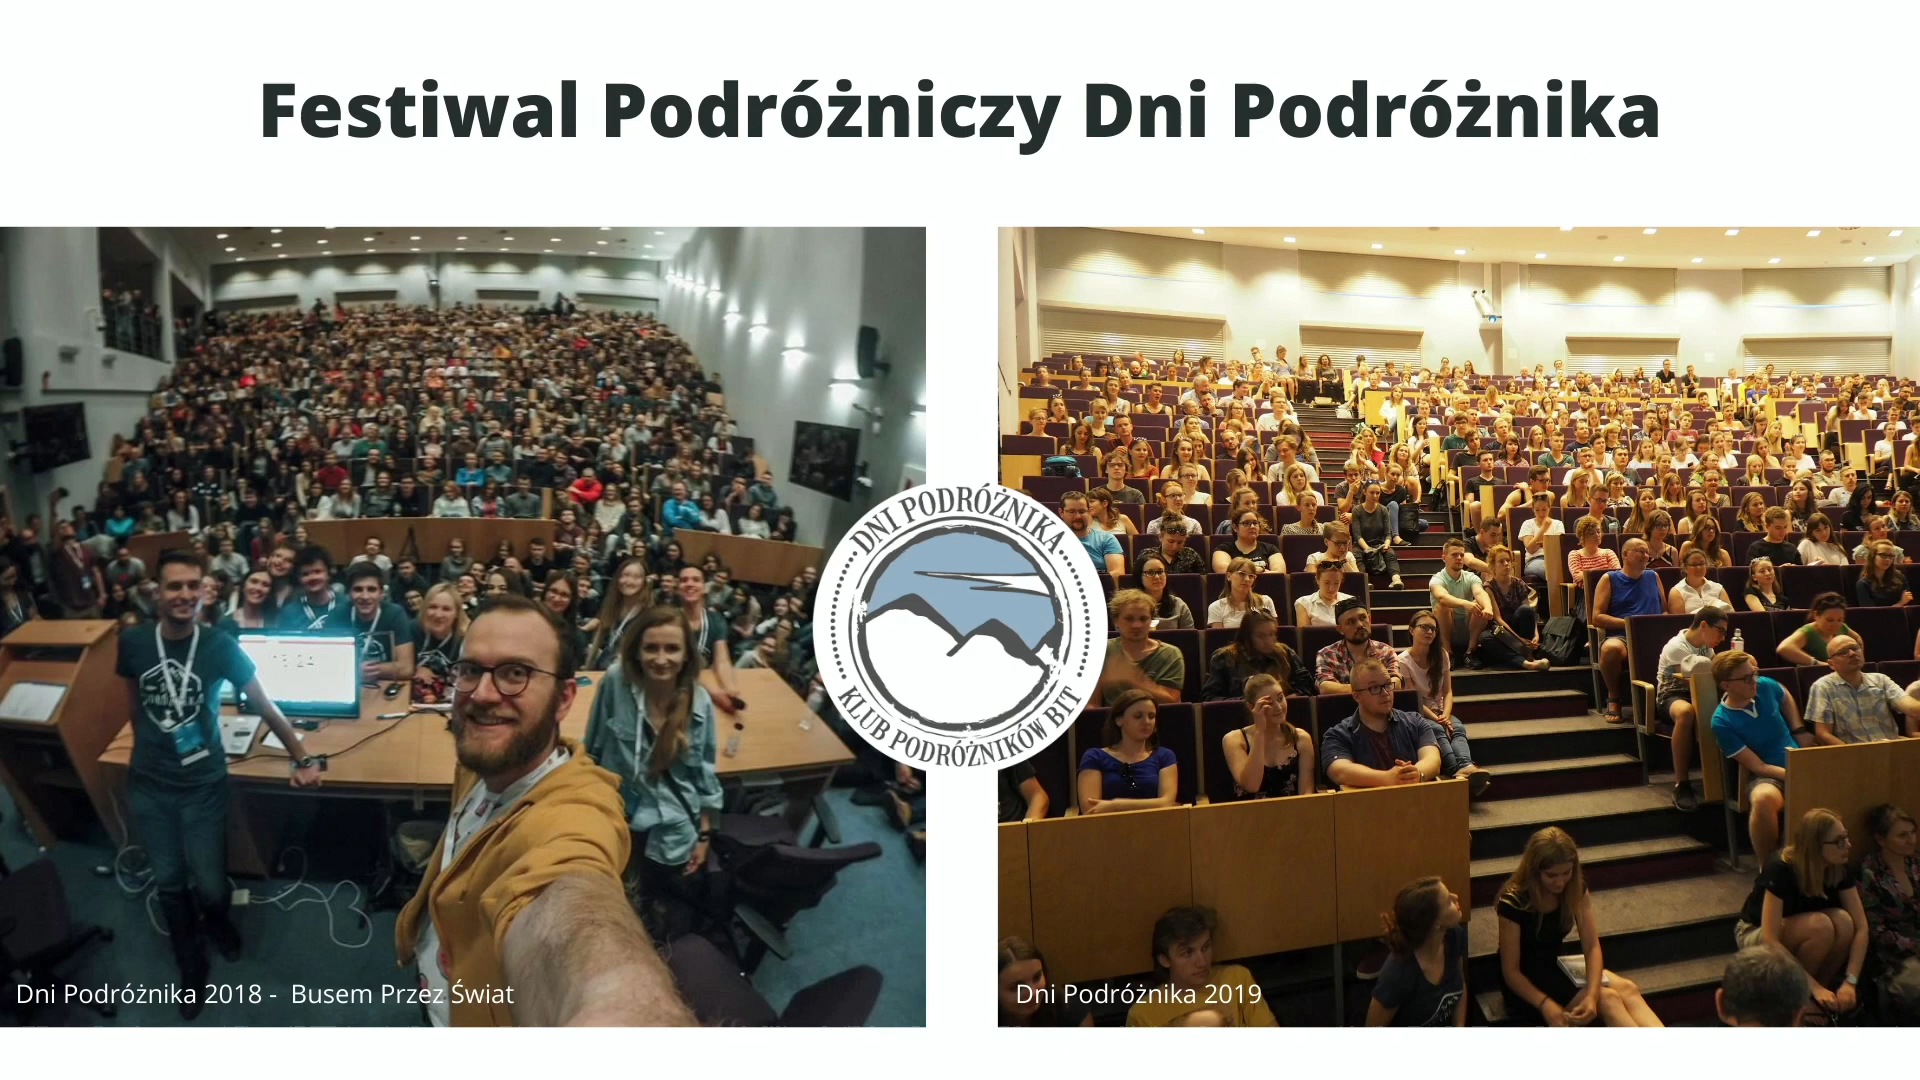 Festiwal Podróżniczy Dni Podróżnika
DNI PODRÓŻNIKA
KLUB PODRÓŻNIKÓW BIT
Dni Podróżnika 2018 -  Busem Przez Świat
Dni Podróżnika 2019